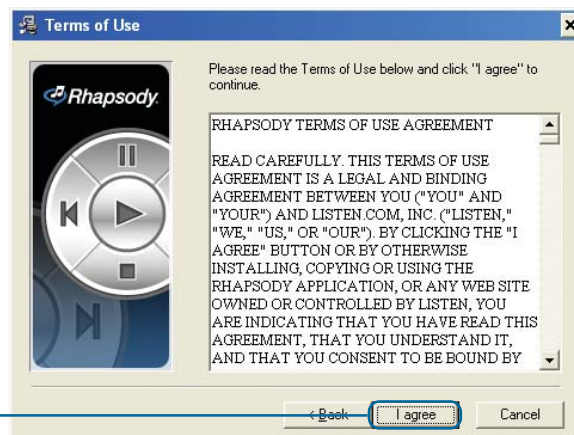 Terms of Use
Rhapsody.
Please read the Terms of Use below and click "I agree" to
continue.
RHAPSODY TERMS OF USE AGREEMENT
READ CAREFULLY. THIS TERMS OF USE
AGREEMENT IS A LEGAL AND BINDING
AGREEMENT BETWEEN YOU ("YOU" AND
"YOUR") AND LISTEN.COM, INC. ("LISTEN,"
"WE," "US," OR "OUR"). BY CLICKING THE "I
AGREE" BUTTON OR BY OTHERWISE
INSTALLING, COPYING OR USING THE
RHAPSODY APPLICATION, OR ANY WEB SITE
OWNED OR CONTROLLED BY LISTEN, YOU
ARE INDICATING THAT YOU HAVE READ THIS
AGREEMENT, THAT YOU UNDERSTAND IT,
AND THAT YOU CONSENT TO BE BOUND BY
< Back
I agree
Cancel